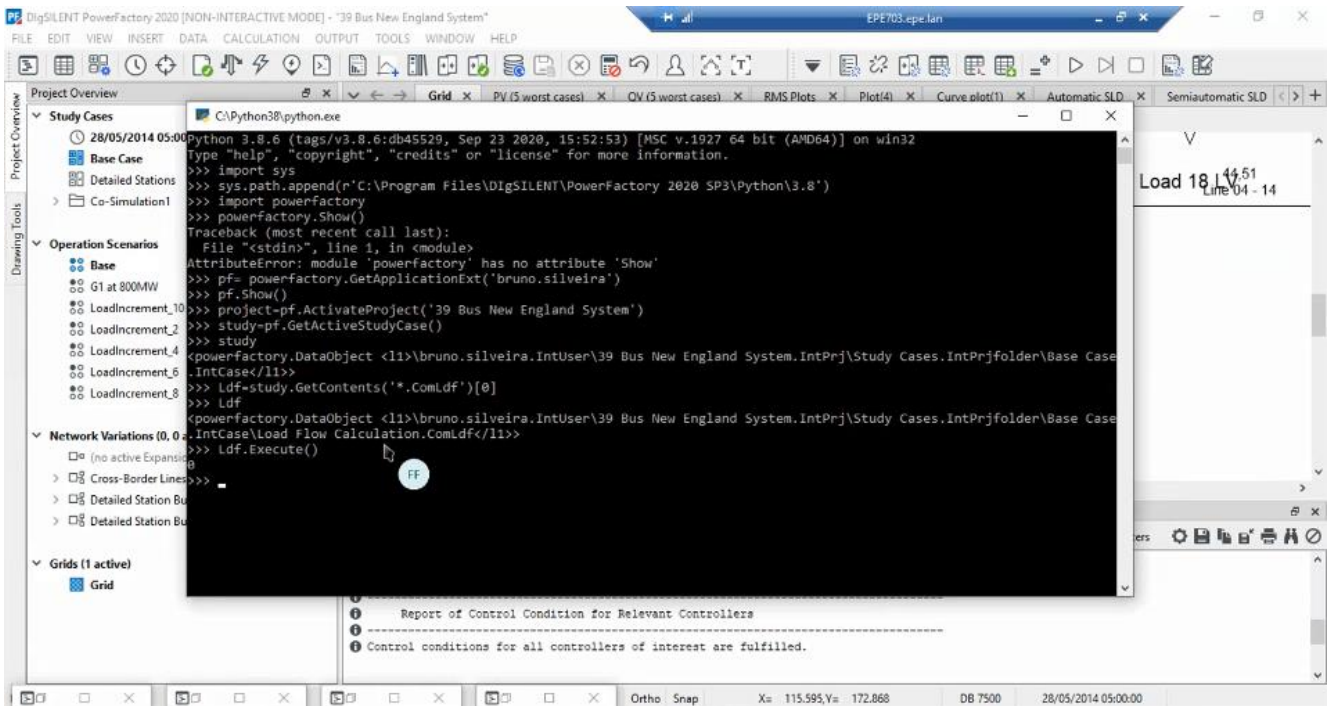 DIgSILENT PowerFactory 2020 [NON-INTERACTIVE MODE] - "39 Bus New England System"
EPE703.epe.lan
FILE EDIT VIEW INSERT DATA CALCULATION OUTPUT TOOLS WINDOW HELP
Project Overview
Grid PV (5 worst cases) QV (5 worst cases) RMS Plots Plot(4) Curve plot(1) Automatic SLD Semiautomatic SLD
Project Overview
Drawing Tools
Study Cases
28/05/2014 05:00
Base Case
Detailed Stations
Co-Simulation1
Operation Scenarios
Base
G1 at 800MW
LoadIncrement_10
LoadIncrement_2
LoadIncrement_4
LoadIncrement_6
LoadIncrement_8
Network Variations (0, 0 a
(no active Expansio
Cross-Border Lines
Detailed Station Bu
Detailed Station Bu
Grids (1 active)
Grid
C:\Python38\python.exe
Python 3.8.6 (tags/v3.8.6:db45529, Sep 23 2020, 15:52:53) [MSC v.1927 64 bit (AMD64)] on win32
Type "help", "copyright", "credits" or "license" for more information.
>>> import sys
>>> sys.path.append(r'C:\Program Files\DIgSILENT\PowerFactory 2020 SP3\Python\3.8')
>>> import powerfactory
>>> powerfactory.Show()
Traceback (most recent call last):
File "<stdin>", line 1, in <module>
AttributeError: module 'powerfactory' has no attribute 'Show'
>>> pf= powerfactory.GetApplicationExt('bruno.silveira')
>>> pf.Show()
>>> project=pf.ActivateProject('39 Bus New England System')
>>> study=pf.GetActiveStudyCase()
>>> study
<powerfactory.DataObject <l1>\bruno.silveira.IntUser\39 Bus New England System.IntPrj\Study Cases.IntPrjfolder\Base Case
.IntCase</l1>>
>>> Ldf=study.GetContents('*.ComLdf')[0]
>>> Ldf
<powerfactory.DataObject <l1>\bruno.silveira.IntUser\39 Bus New England System.IntPrj\Study Cases.IntPrjfolder\Base Case
.IntCase\Load Flow Calculation.ComLdf</l1>>
>>> Ldf.Execute()
0
>>>
FF
V
Load 18 LV
44,51
Line 04 - 14
ers
Report of Control Condition for Relevant Controllers
Control conditions for all controllers of interest are fulfilled.
Ortho Snap X= 115.595,Y= 172.868 DB 7500 28/05/2014 05:00:00